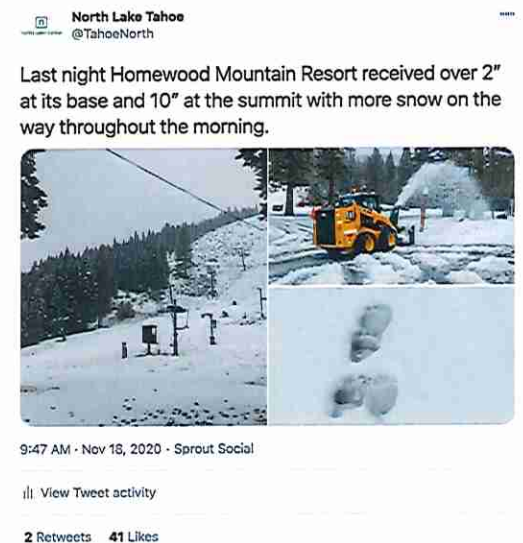 North Lake Tahoe
@TahoeNorth
Last night Homewood Mountain Resort received over 2”
at its base and 10” at the summit with more snow on the
way throughout the morning.
9:47 AM · Nov 18, 2020 · Sprout Social
View Tweet activity
2 Retweets 41 Likes